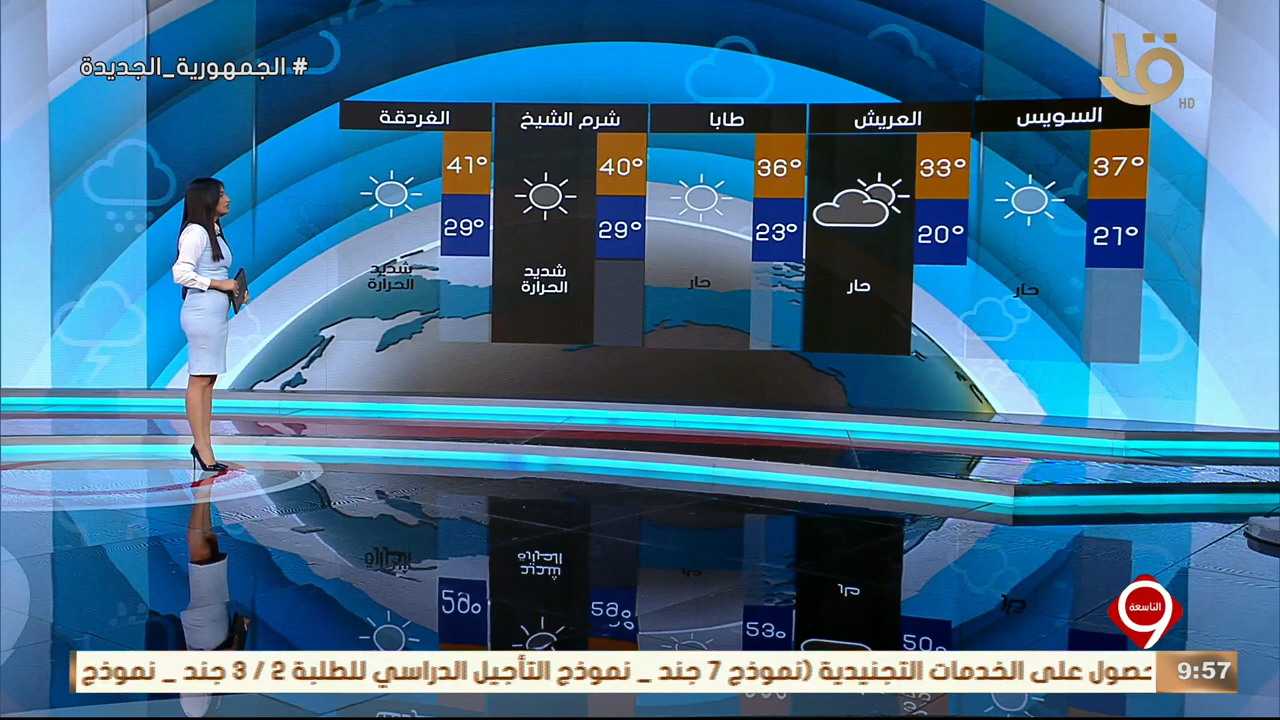 # الجمهورية_الجديدة
HD
السويس
37°
21°
حار
العريش
33°
20°
حار
طابا
36°
23°
حار
شرم الشيخ
40°
29°
شديد
الحرارة
الغردقة
41°
29°
شديد
الحرارة
التاسعة
9
على الخدمات التجنيدية (نموذج 7 جند _ نموذج التأجيل الدراسي للطلبة 2 / 3 جند _ نموذج
9:57